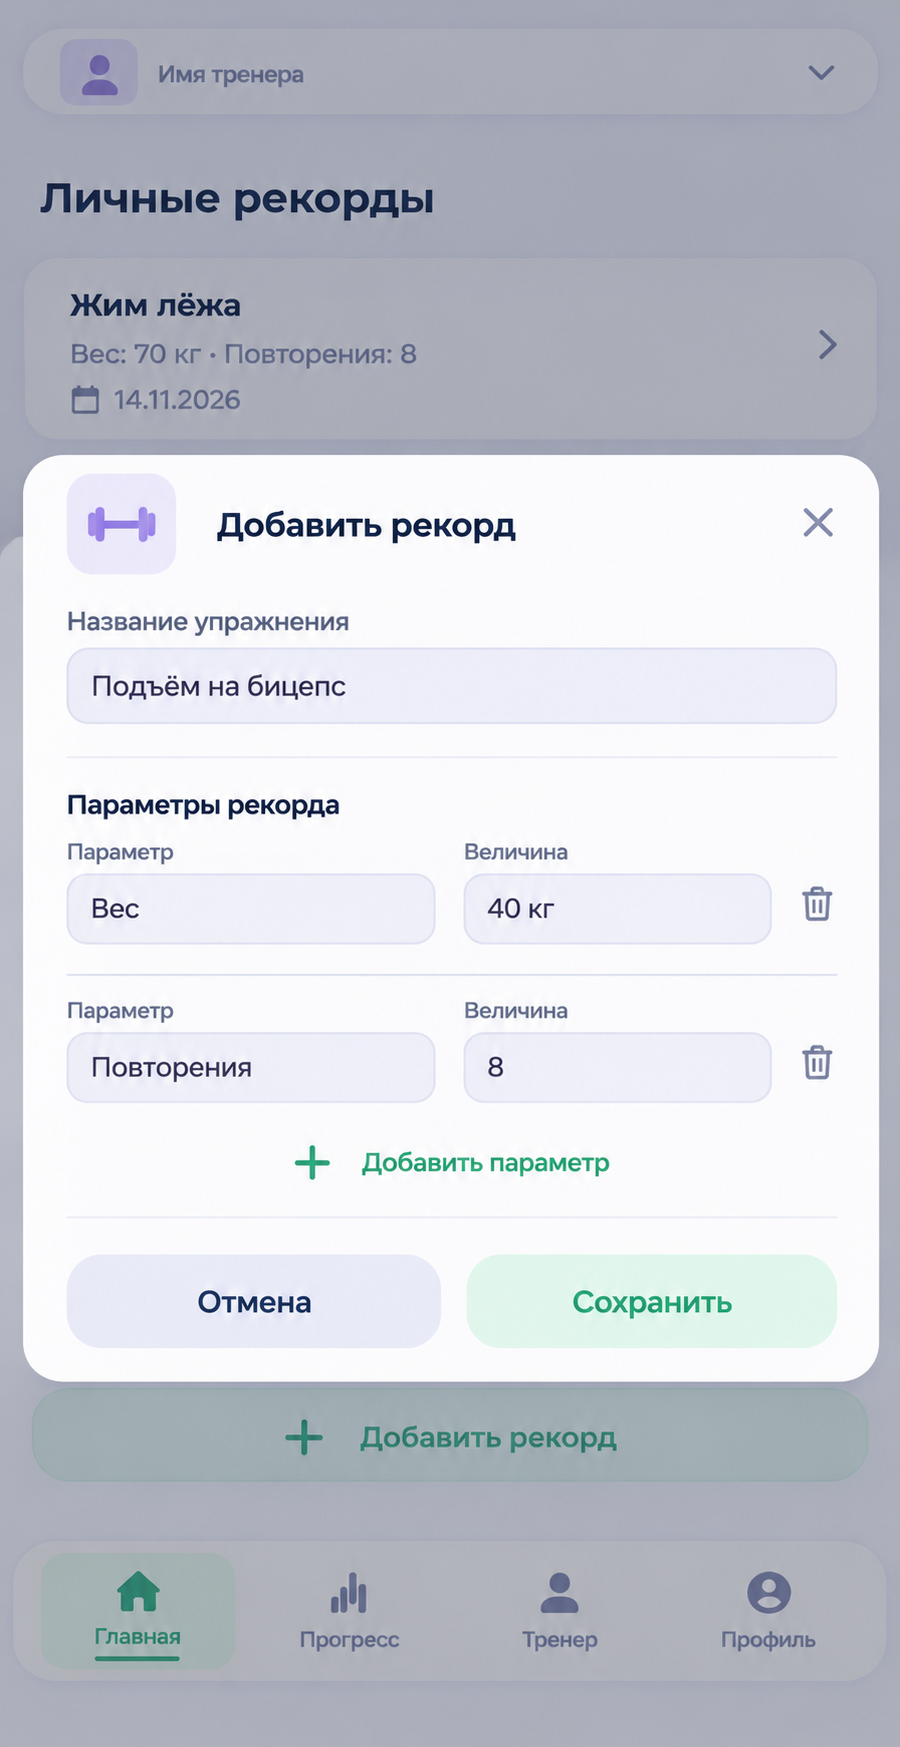 Имя тренера
Личные рекорды
Жим лёжа
Вес: 70 кг • Повторения: 8
14.11.2026
Добавить рекорд
Название упражнения
Подъём на бицепс
Параметры рекорда
Параметр Величина
Вес 40 кг
Параметр Величина
Повторения 8
Добавить параметр
Отмена Сохранить
Добавить рекорд
Главная Прогресс Тренер Профиль